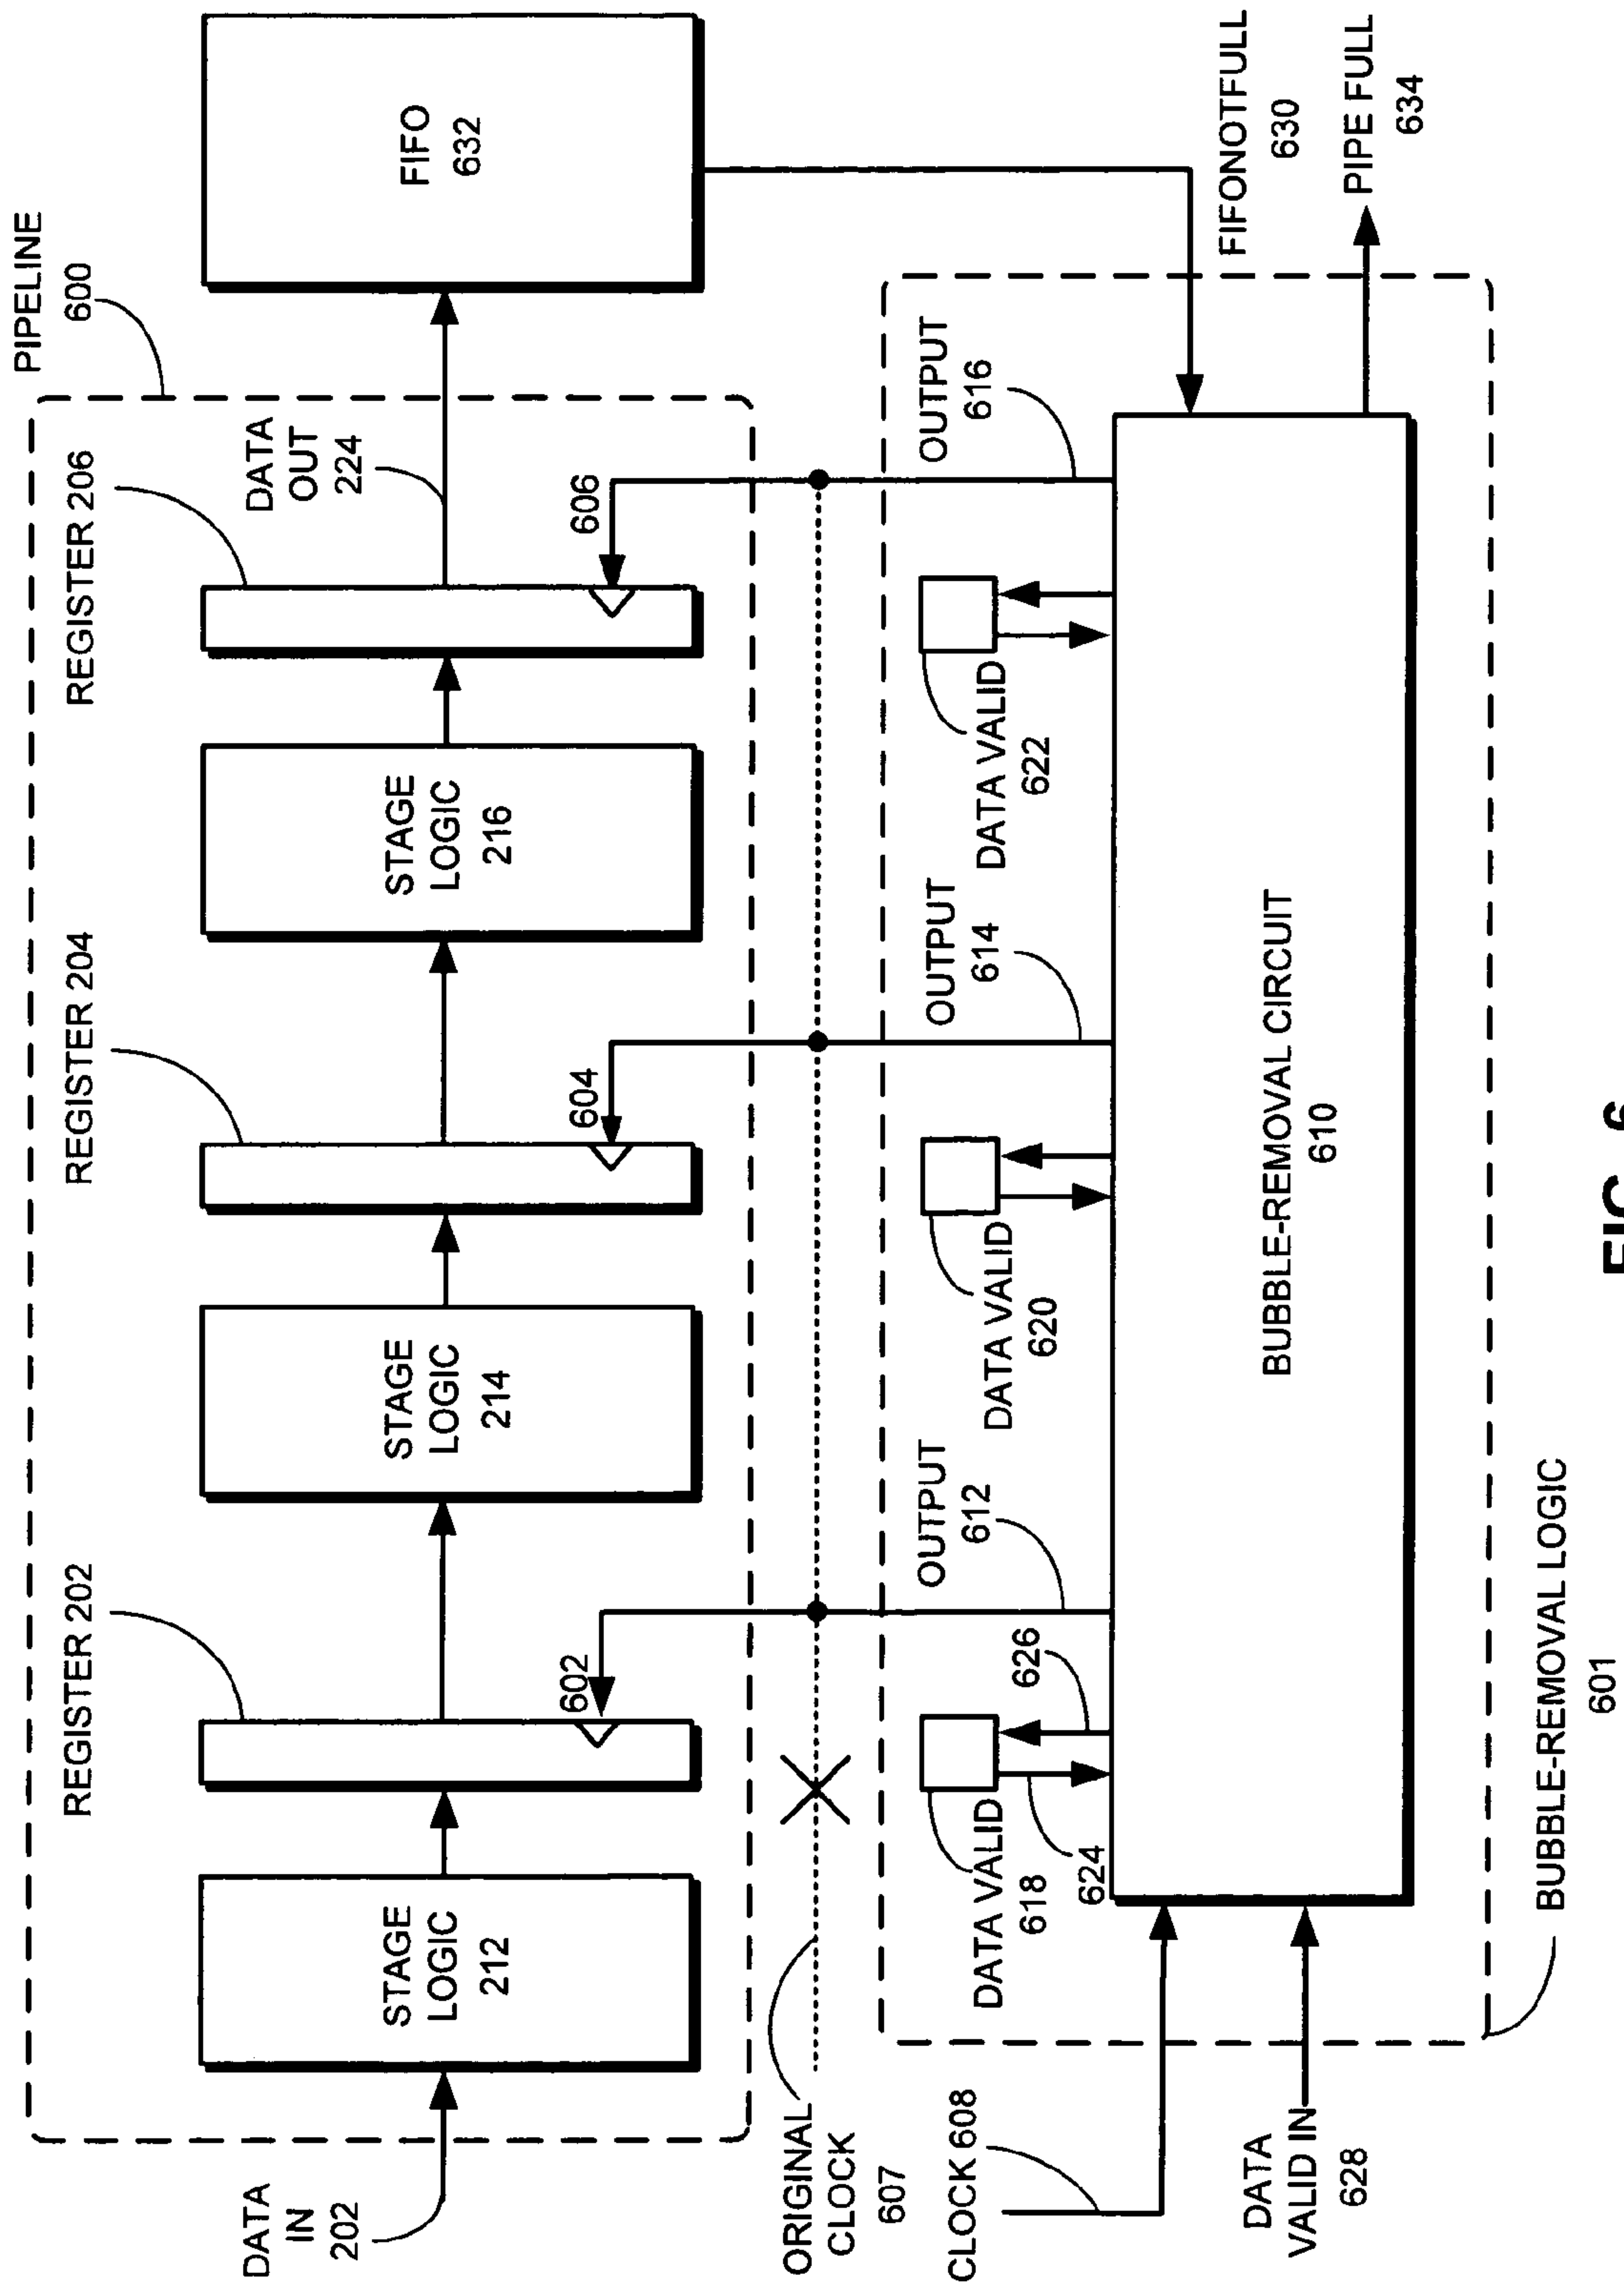 PIPELINE
600
REGISTER 202
REGISTER 204
REGISTER 206
DATA
IN
202
STAGE
LOGIC
212
STAGE
LOGIC
214
STAGE
LOGIC
216
DATA
OUT
224
FIFO
632
602
604
606
ORIGINAL
CLOCK
607
OUTPUT
612
OUTPUT
614
OUTPUT
616
CLOCK 608
DATA VALID
618
624
626
DATA VALID
620
DATA VALID
622
FIFONOTFULL
630
DATA
VALID IN
628
BUBBLE-REMOVAL CIRCUIT
610
PIPE FULL
634
BUBBLE-REMOVAL LOGIC
601
FIG. 6